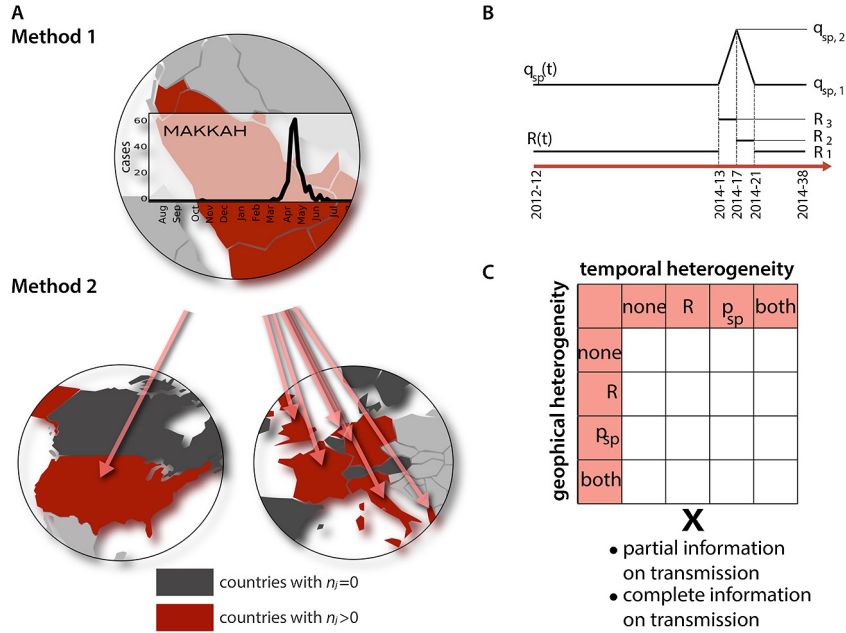 A
Method 1
MAKKAH
cases
60
40
20
0
Aug
Sep
Oct
Nov
Dec
Jan
Feb
Mar
Apr
May
Jun
Jul
Method 2
countries with nⱼ=0
countries with nⱼ>0
B
q_sp(t)
q_sp, 2
q_sp, 1
R(t)
R 3
R 2
R 1
2012-12
2014-13
2014-17
2014-21
2014-38
C
temporal heterogeneity
geophical heterogeneity
none R p_sp both
none
R
p_sp
both
X
• partial information
on transmission
• complete information
on transmission